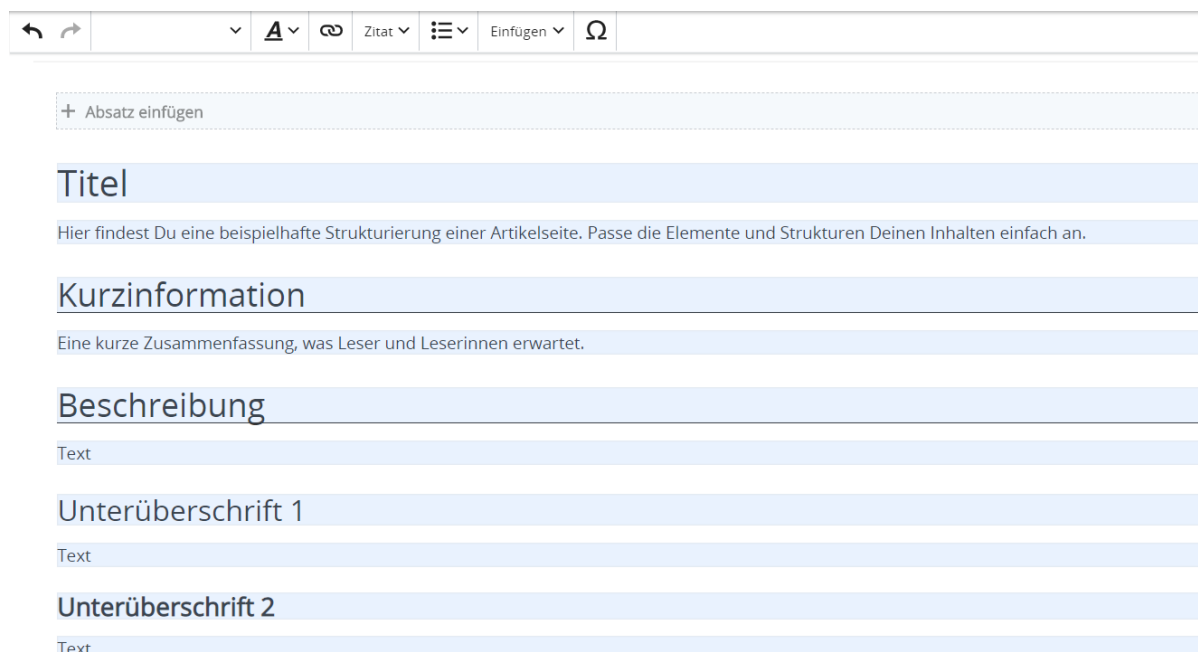 A Zitat Einfügen Ω
+ Absatz einfügen
Titel
Hier findest Du eine beispielhafte Strukturierung einer Artikelseite. Passe die Elemente und Strukturen Deinen Inhalten einfach an.
Kurzinformation
Eine kurze Zusammenfassung, was Leser und Leserinnen erwartet.
Beschreibung
Text
Unterüberschrift 1
Text
Unterüberschrift 2
Text